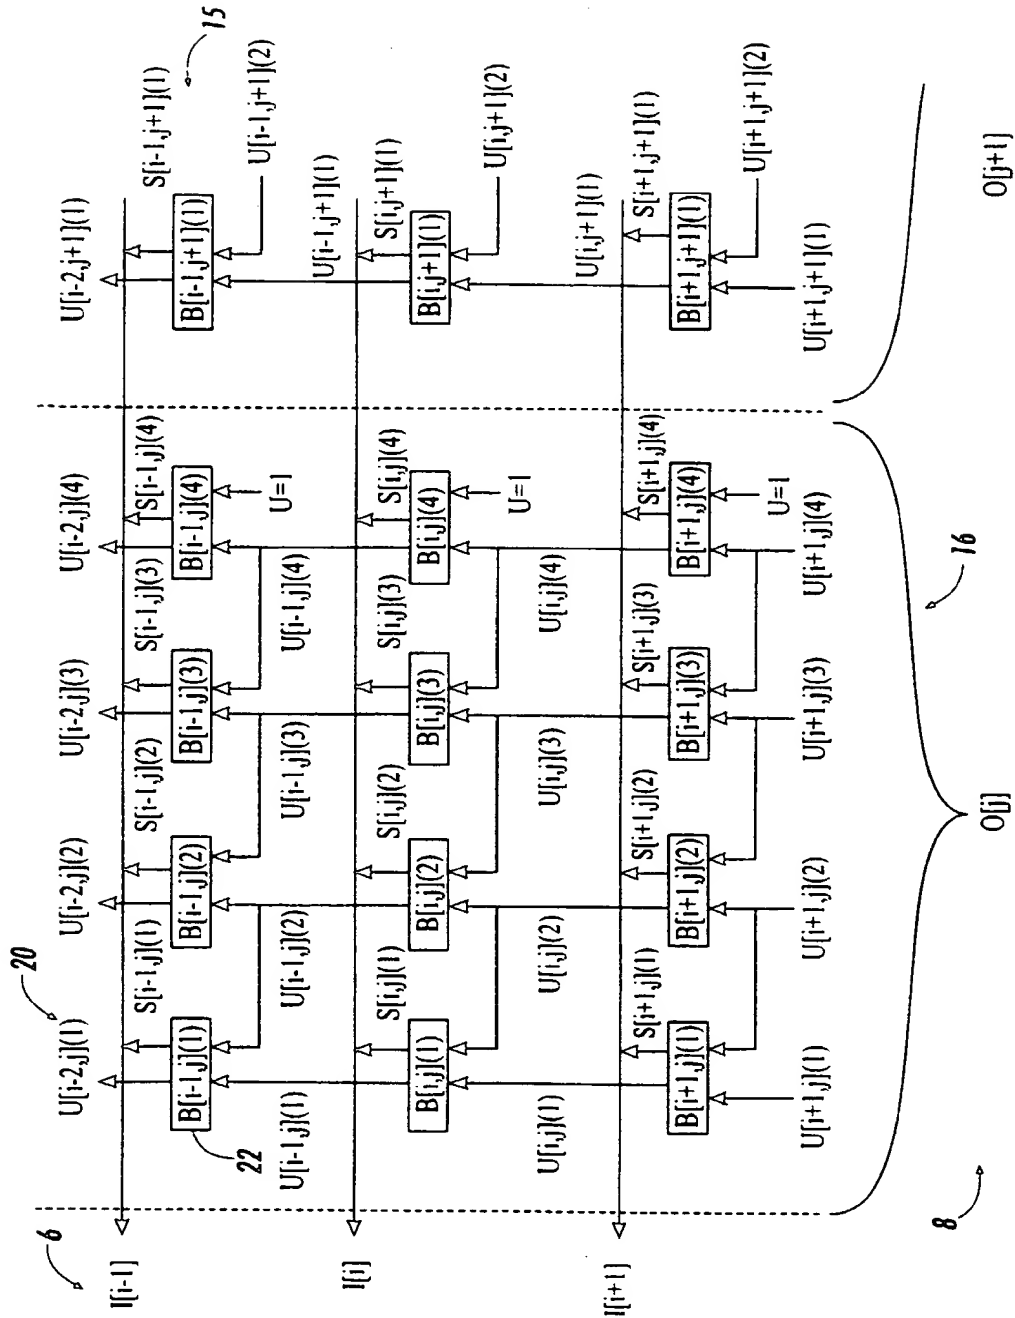 20
6
U[i-2,j](1) U[i-2,j](2) U[i-2,j](3) U[i-2,j](4) U[i-2,j+1](1)
I[i-1]
S[i-1,j](1) S[i-1,j](2) S[i-1,j](3) S[i-1,j](4) S[i-1,j+1](1)
15
B[i-1,j](1) B[i-1,j](2) B[i-1,j](3) B[i-1,j](4) B[i-1,j+1](1)
22
U[i-1,j+1](2)
U=1
U[i-1,j](1) U[i-1,j](2) U[i-1,j](3) U[i-1,j](4) U[i-1,j+1](1)
I[i]
S[i,j](1) S[i,j](2) S[i,j](3) S[i,j](4) S[i,j+1](1)
B[i,j](1) B[i,j](2) B[i,j](3) B[i,j](4) B[i,j+1](1)
U[i,j+1](2)
U=1
U[i,j](1) U[i,j](2) U[i,j](3) U[i,j](4) U[i,j+1](1)
I[i+1]
S[i+1,j](1) S[i+1,j](2) S[i+1,j](3) S[i+1,j](4) S[i+1,j+1](1)
B[i+1,j](1) B[i+1,j](2) B[i+1,j](3) B[i+1,j](4) B[i+1,j+1](1)
U[i+1,j+1](2)
U=1
U[i+1,j](1) U[i+1,j](2) U[i+1,j](3) U[i+1,j](4) U[i+1,j+1](1)
8
16
O[j] O[j+1]